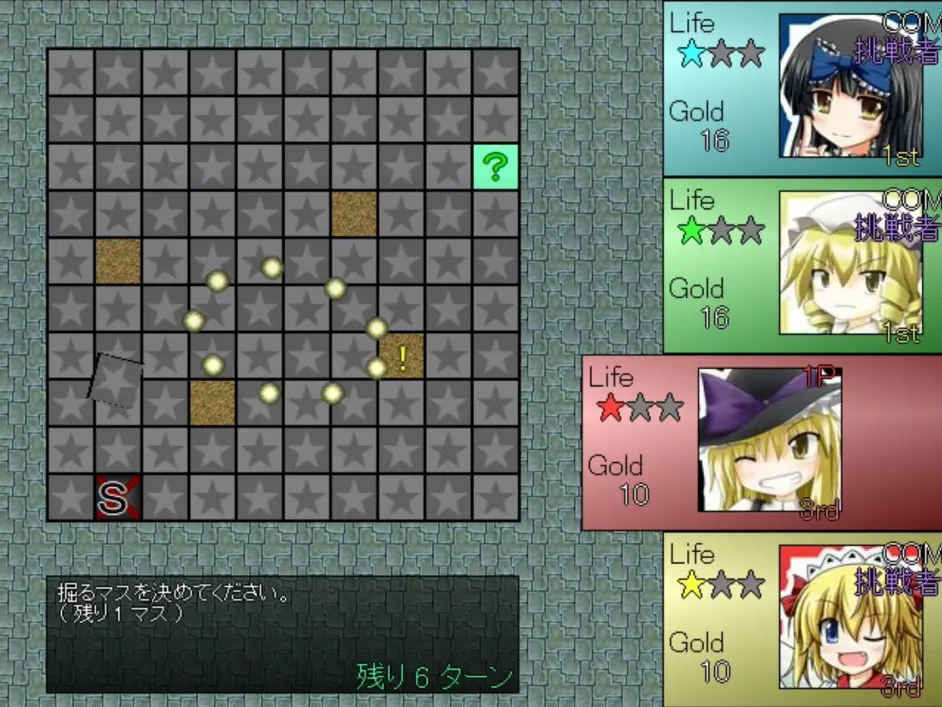 Life
COM
挑戦者
Gold
16
1st
?
Life
COM
挑戦者
Gold
16
1st
!
Life
1P
Gold
10
3rd
S
Life
COM
挑戦者
Gold
10
3rd
掘るマスを決めてください。
(残り1マス)
残り 6 ターン